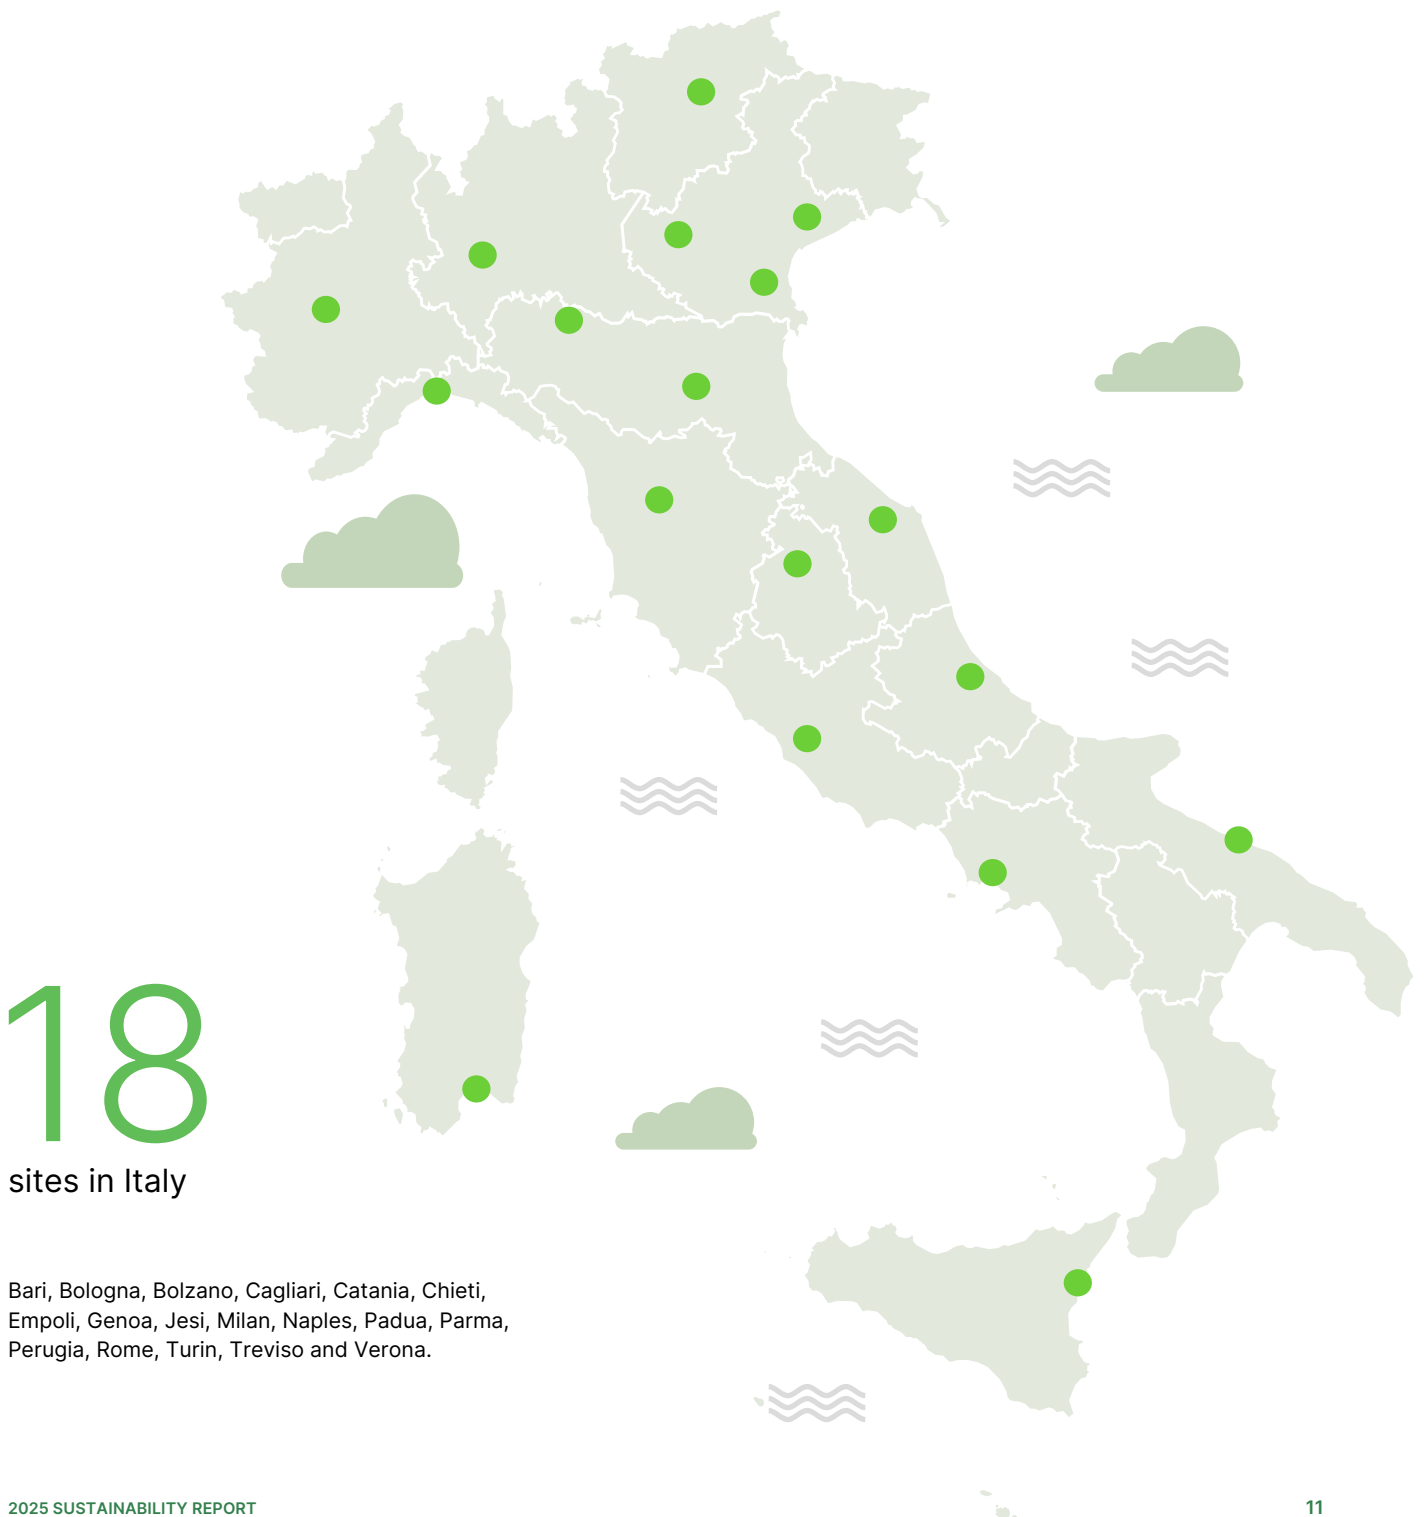 18
sites in Italy
Bari, Bologna, Bolzano, Cagliari, Catania, Chieti,
Empoli, Genoa, Jesi, Milan, Naples, Padua, Parma,
Perugia, Rome, Turin, Treviso and Verona.
2025 SUSTAINABILITY REPORT
11